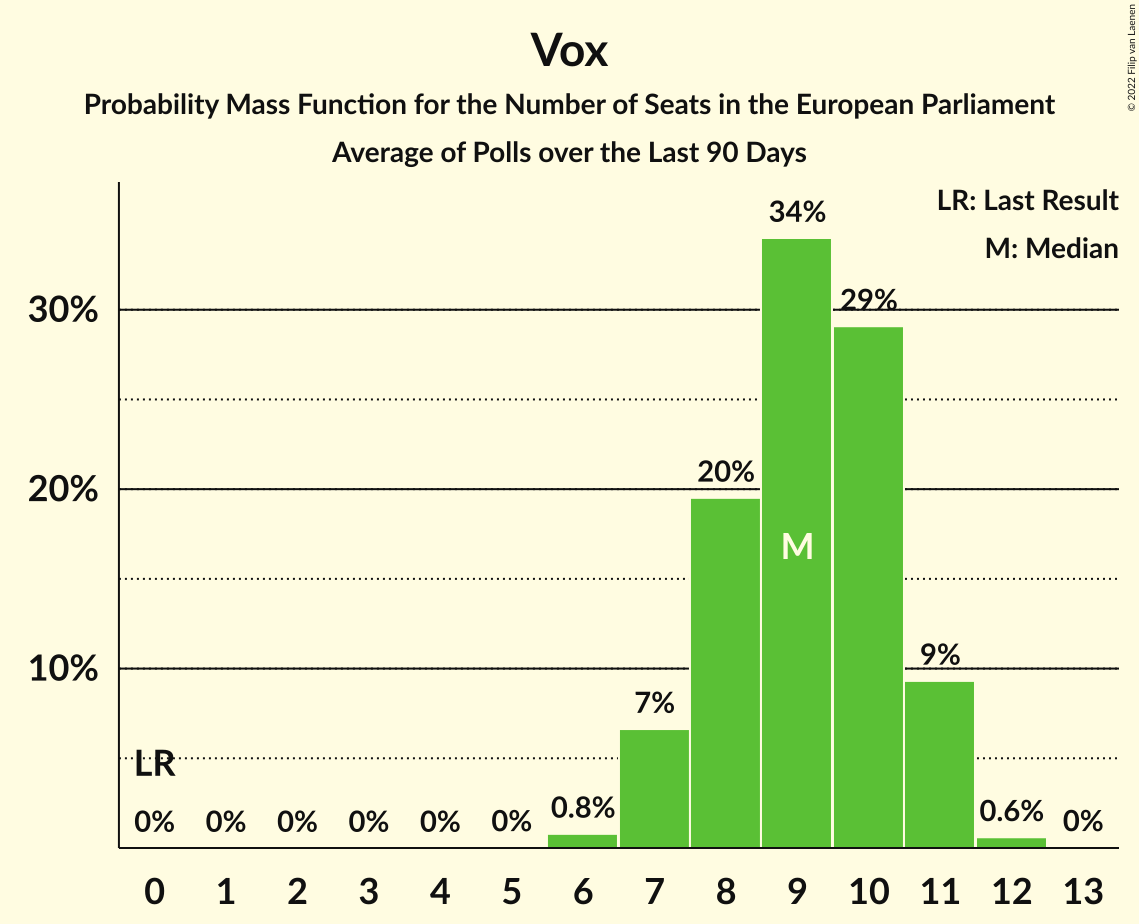 Vox
Probability Mass Function for the Number of Seats in the European Parliament
Average of Polls over the Last 90 Days
© 2022 Filip van Laenen
LR: Last Result
M: Median
34%
30%
29%
20%
20%
M
10%
9%
7%
LR
0% 0% 0% 0% 0% 0% 0.8% 0.6% 0%
0 1 2 3 4 5 6 7 8 9 10 11 12 13